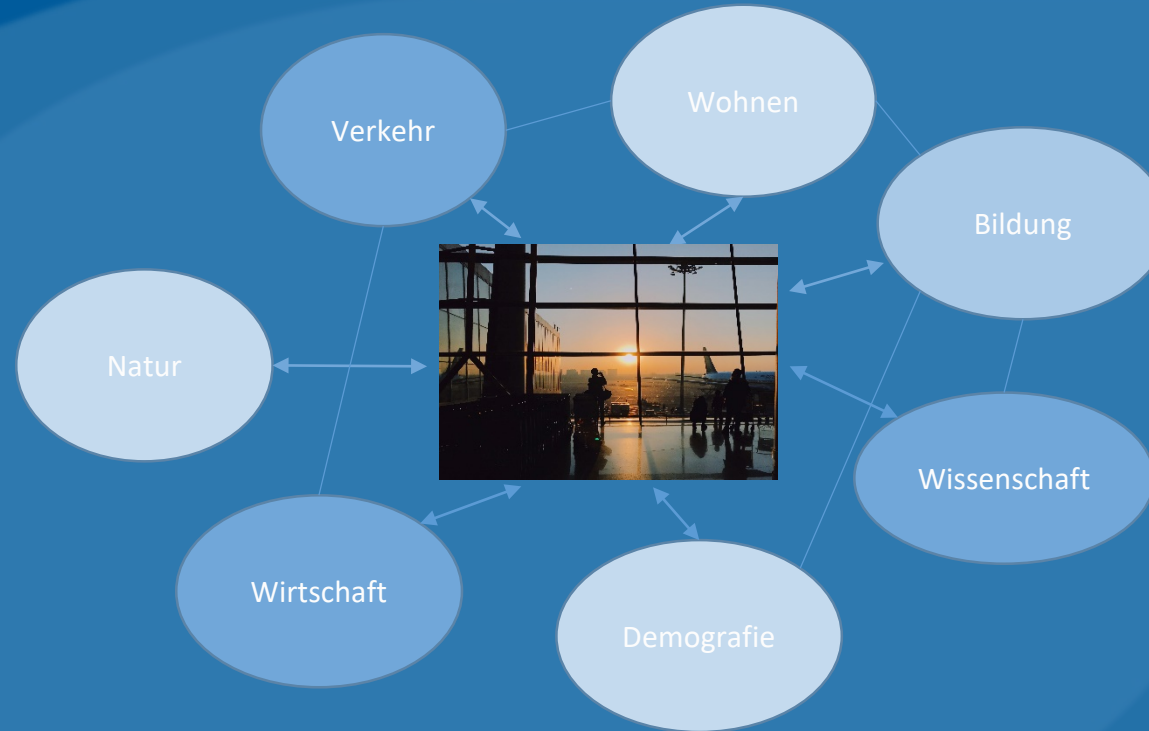 Wohnen
Verkehr
Bildung
Natur
Wissenschaft
Wirtschaft
Demografie